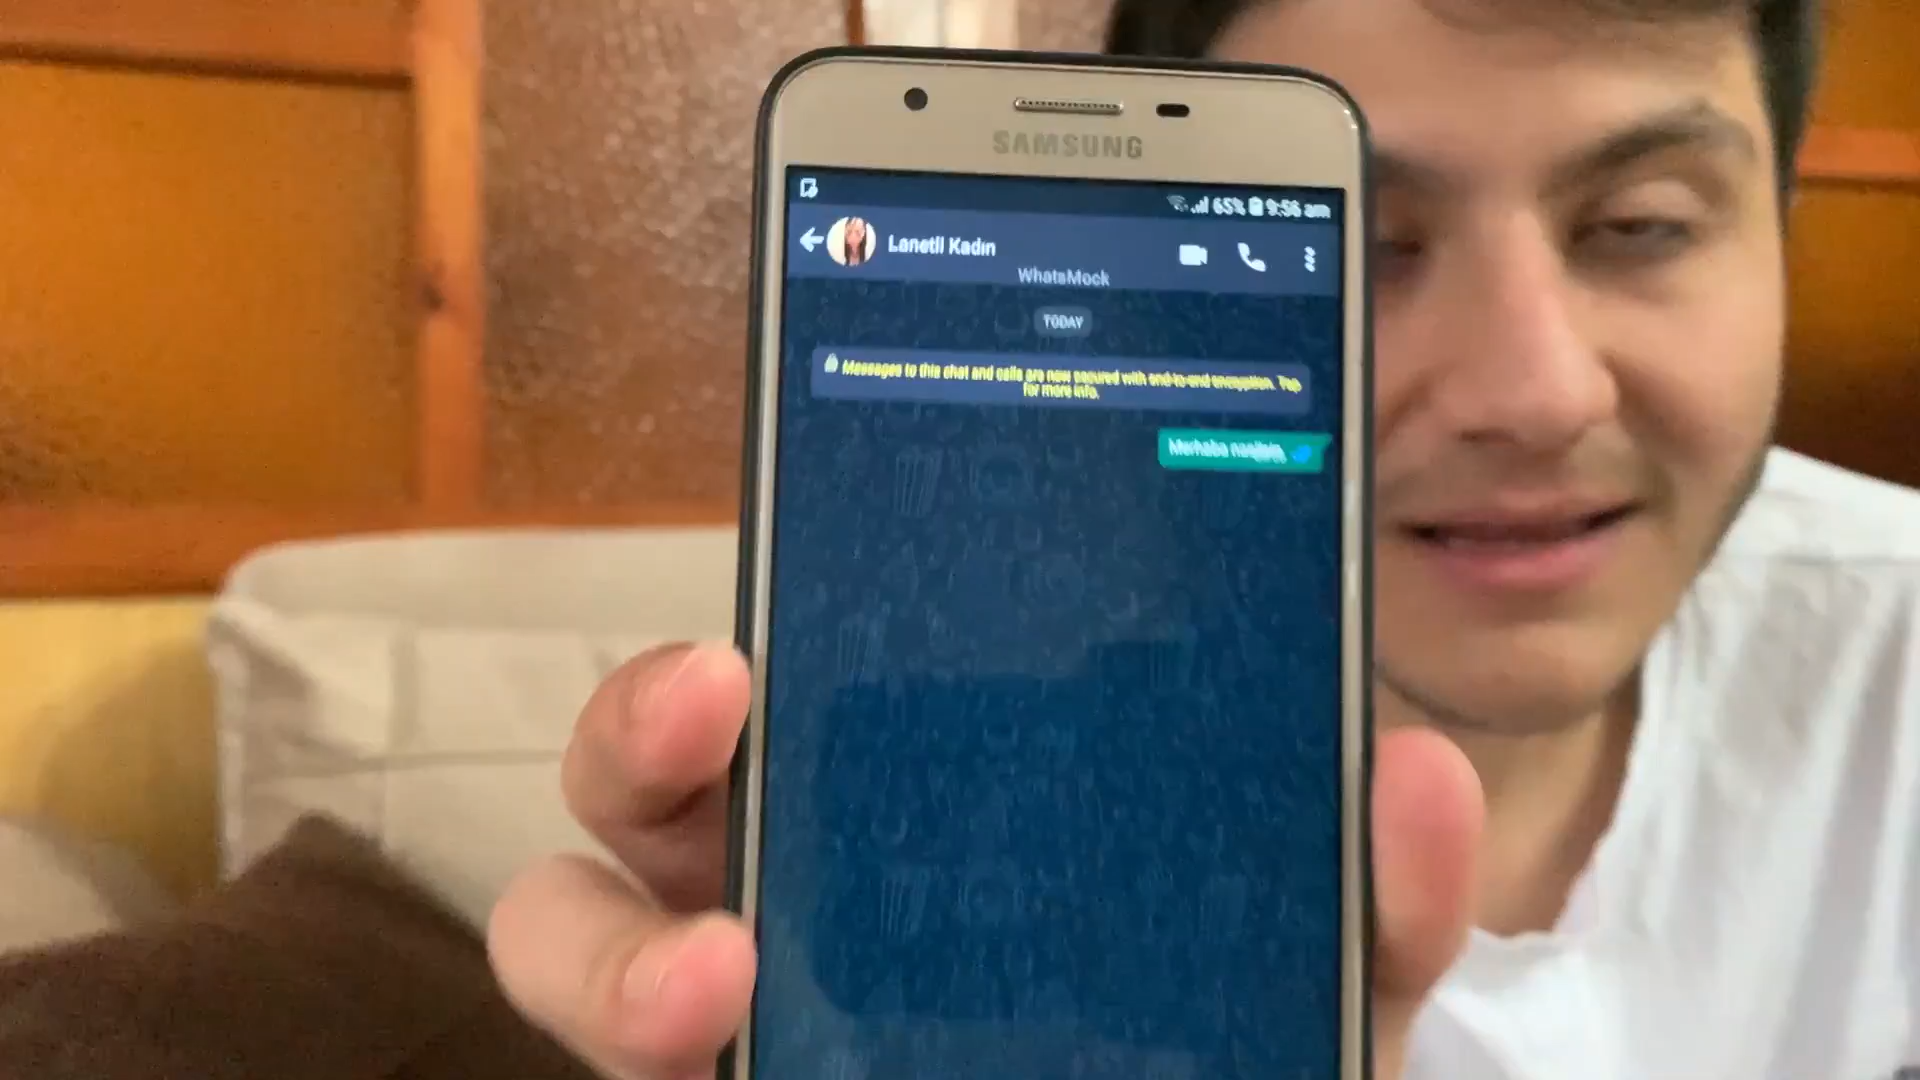 SAMSUNG
65% 9:56 am
Lanetli Kadın
WhatsMock
TODAY
Messages to this chat and calls are now secured with end-to-end encryption. Tap
for more info.
Merhaba